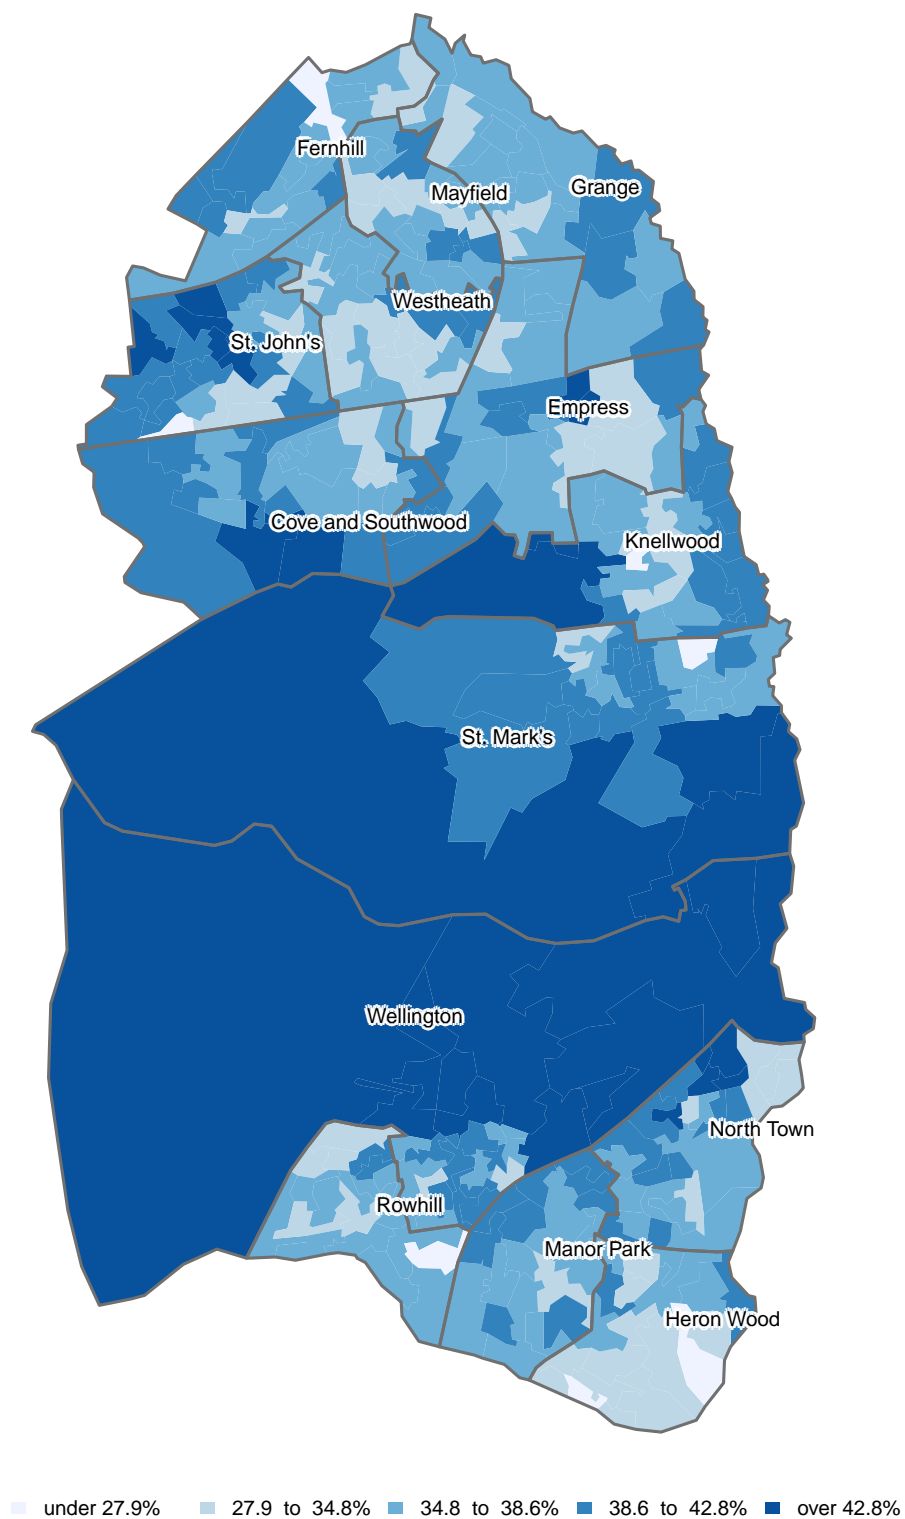 Fernhill
Mayfield
Grange
Westheath
St. John's
Empress
Cove and Southwood
Knellwood
St. Mark's
Wellington
North Town
Rowhill
Manor Park
Heron Wood
under 27.9% 27.9 to 34.8% 34.8 to 38.6% 38.6 to 42.8% over 42.8%